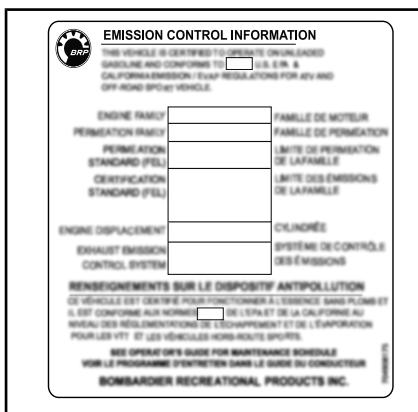 BRP
EMISSION CONTROL INFORMATION
THIS VEHICLE IS CERTIFIED TO OPERATE ON UNLEADED
GASOLINE AND CONFORMS TO U.S. EPA &
CALIFORNIA EMISSION / EVAP REGULATIONS FOR ATV AND
OFF-ROAD SPORT VEHICLE.
ENGINE FAMILY FAMILLE DE MOTEUR
PERMEATION FAMILY FAMILLE DE PERMÉATION
PERMEATION LIMITE DE PERMÉATION
STANDARD (FEL) DE LA FAMILLE
CERTIFICATION LIMITE DES ÉMISSIONS
STANDARD (FEL) DE LA FAMILLE
ENGINE DISPLACEMENT CYLINDRÉE
EXHAUST EMISSION SYSTÈME DE CONTRÔLE
CONTROL SYSTEM DES ÉMISSIONS
RENSEIGNEMENTS SUR LE DISPOSITIF ANTIPOLLUTION
CE VÉHICULE EST CERTIFIÉ POUR FONCTIONNER À L'ESSENCE SANS PLOMB ET
IL EST CONFORME AUX NORMES DE L'EPA ET DE LA CALIFORNIE AU
NIVEAU DES RÉGLEMENTATIONS DE L'ÉCHAPPEMENT ET DE L'ÉVAPORATION
POUR LES VTT ET LES VÉHICULES HORS-ROUTE SPORTS.
SEE OPERATOR'S GUIDE FOR MAINTENANCE SCHEDULE
VOIR LE PROGRAMME D'ENTRETIEN DANS LE GUIDE DU CONDUCTEUR
BOMBARDIER RECREATIONAL PRODUCTS INC.